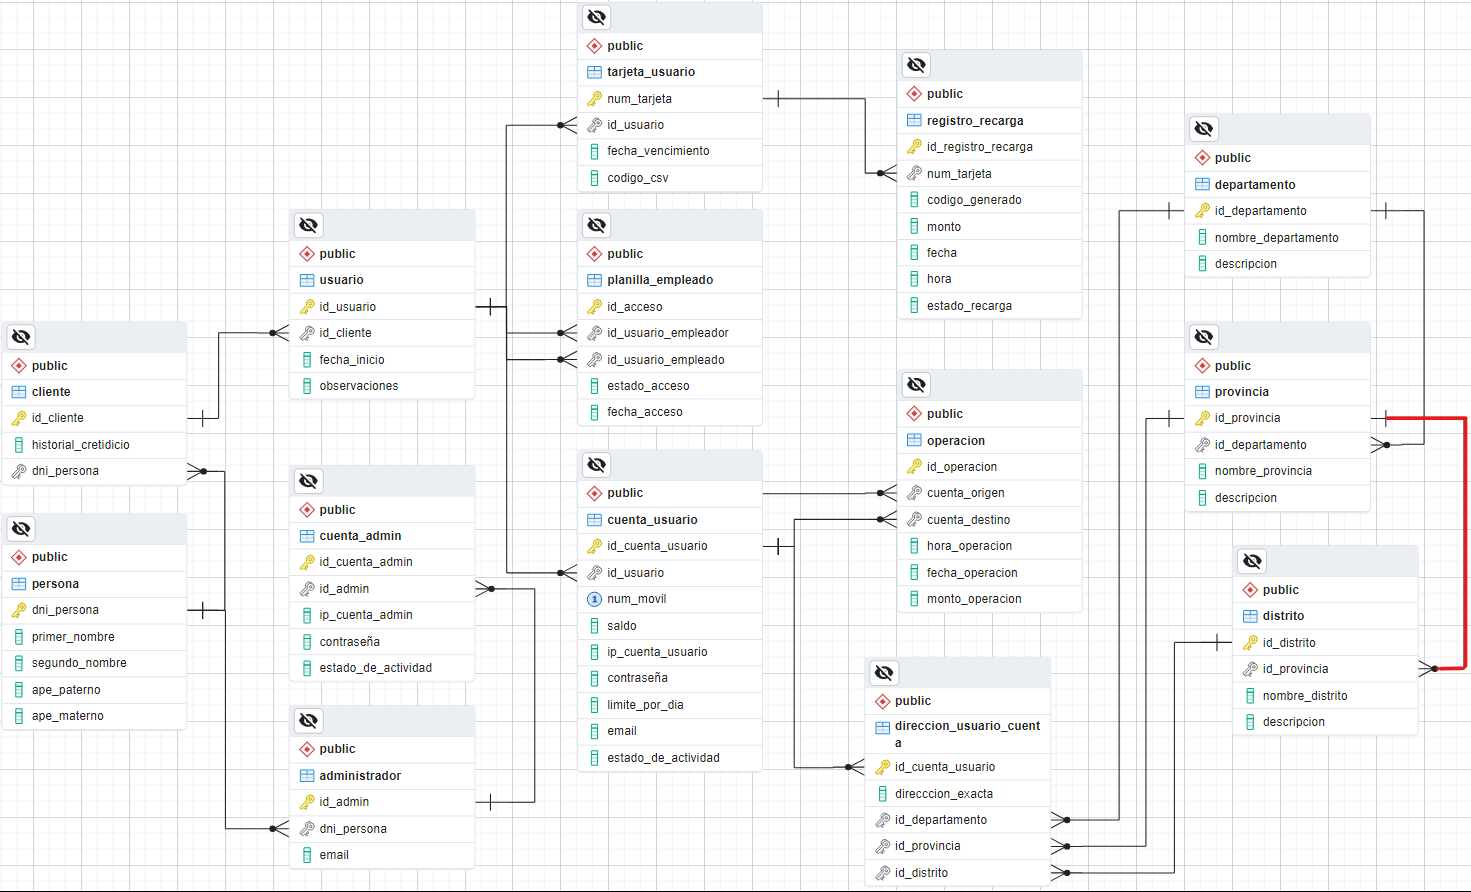 public
tarjeta_usuario
num_tarjeta
id_usuario
fecha_vencimiento
codigo_csv
public
registro_recarga
id_registro_recarga
num_tarjeta
codigo_generado
monto
fecha
hora
estado_recarga
public
departamento
id_departamento
nombre_departamento
descripcion
public
usuario
id_usuario
id_cliente
fecha_inicio
observaciones
public
planilla_empleado
id_acceso
id_usuario_empleador
id_usuario_empleado
estado_acceso
fecha_acceso
public
cliente
id_cliente
historial_cretidicio
dni_persona
public
provincia
id_provincia
id_departamento
nombre_provincia
descripcion
public
operacion
id_operacion
cuenta_origen
cuenta_destino
hora_operacion
fecha_operacion
monto_operacion
public
cuenta_usuario
id_cuenta_usuario
id_usuario
1 num_movil
saldo
ip_cuenta_usuario
contraseña
limite_por_dia
email
estado_de_actividad
public
cuenta_admin
id_cuenta_admin
id_admin
ip_cuenta_admin
contraseña
estado_de_actividad
public
persona
dni_persona
primer_nombre
segundo_nombre
ape_paterno
ape_materno
public
distrito
id_distrito
id_provincia
nombre_distrito
descripcion
public
direccion_usuario_cuent
a
id_cuenta_usuario
direcccion_exacta
id_departamento
id_provincia
id_distrito
public
administrador
id_admin
dni_persona
email